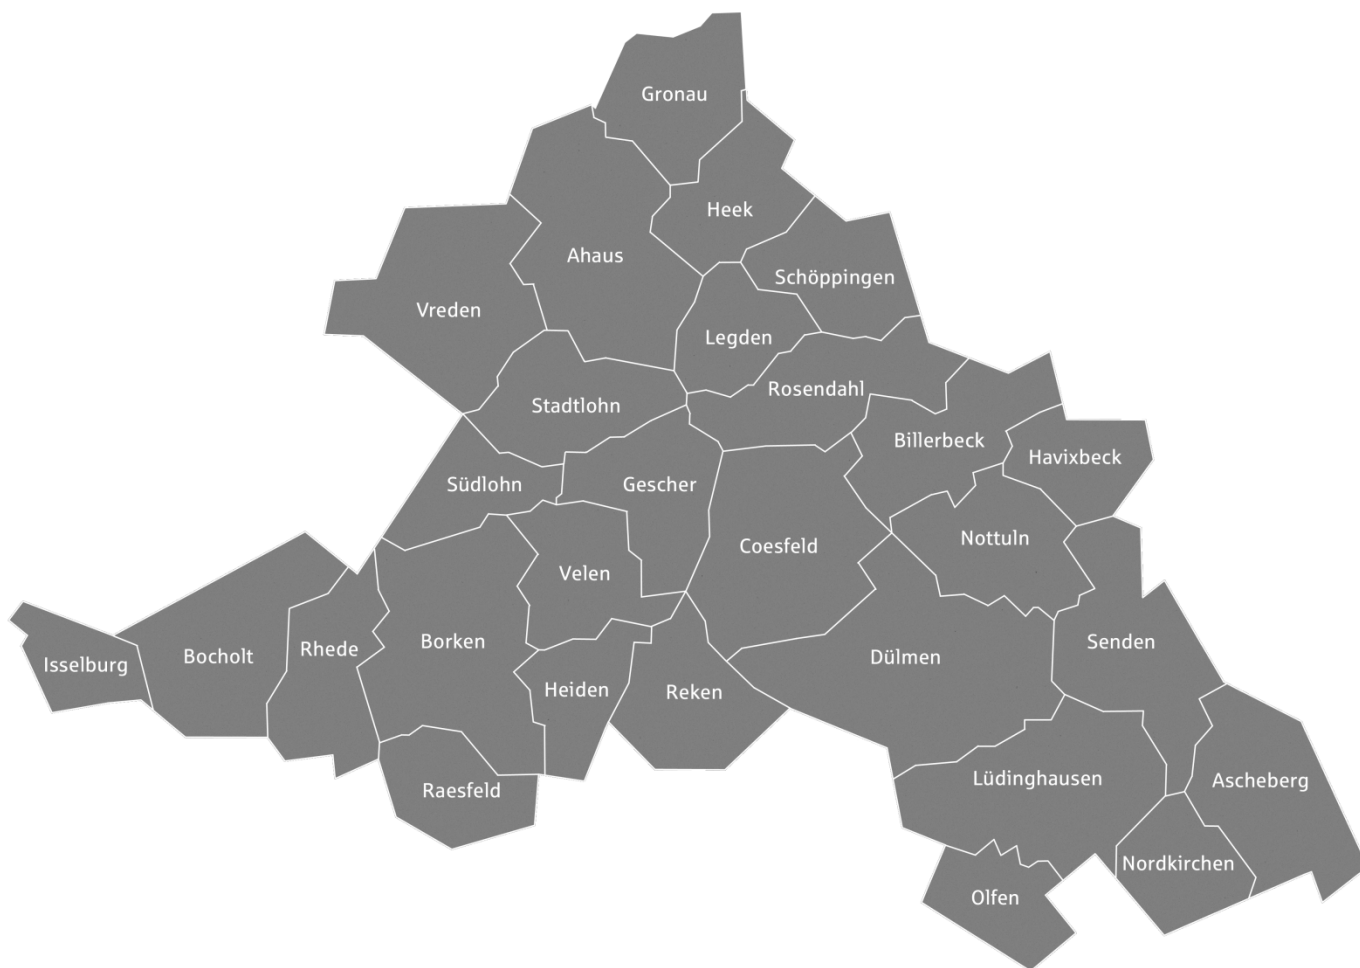 Gronau
Heek
Ahaus
Schöppingen
Vreden
Legden
Rosendahl
Stadtlohn
Billerbeck
Havixbeck
Südlohn
Gescher
Nottuln
Coesfeld
Velen
Borken
Rhede
Senden
Bocholt
Dülmen
Isselburg
Heiden
Reken
Lüdinghausen
Ascheberg
Raesfeld
Nordkirchen
Olfen